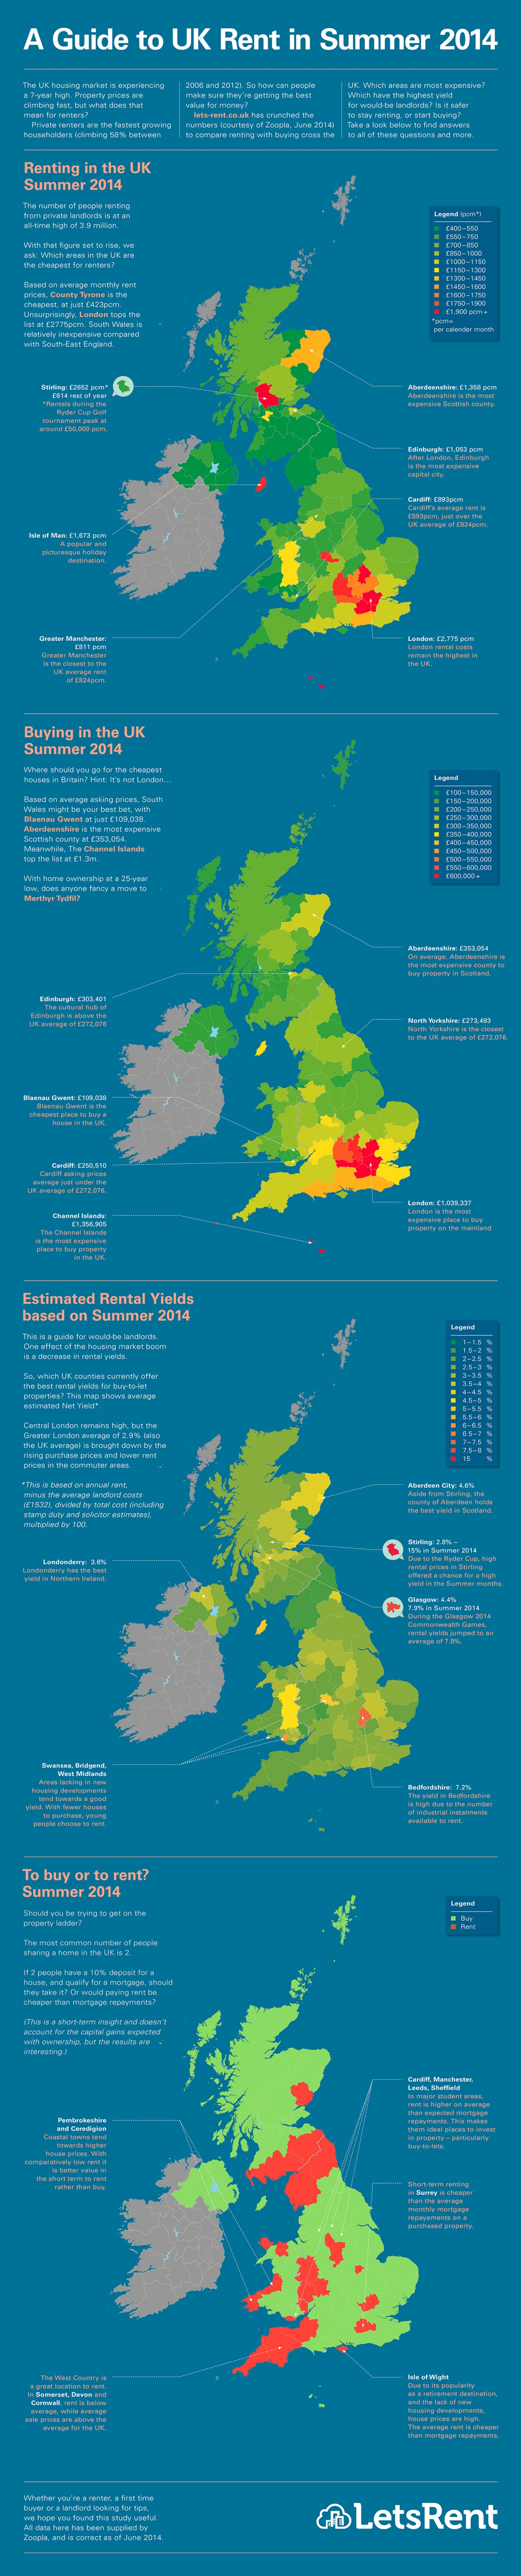 A Guide to UK Rent in Summer 2014
The UK housing market is experiencing
a 7-year high. Property prices are
climbing fast, but what does that
mean for renters?
Private renters are the fastest growing
householders (climbing 58% between
2006 and 2012). So how can people
make sure they're getting the best
value for money?
lets-rent.co.uk has crunched the
numbers (courtesy of Zoopla, June 2014)
to compare renting with buying cross the
UK. Which areas are most expensive?
Which have the highest yield
for would-be landlords? Is it safer
to stay renting, or start buying?
Take a look below to find answers
to all of these questions and more.
Renting in the UK
Summer 2014
The number of people renting
from private landlords is at an
all-time high of 3.9 million.
With that figure set to rise, we
ask: Which areas in the UK are
the cheapest for renters?
Based on average monthly rent
prices, County Tyrone is the
cheapest, at just £423pcm.
Unsurprisingly, London tops the
list at £2775pcm. South Wales is
relatively inexpensive compared
with South-East England.
Legend (pcm*)
£400–550
£550–750
£700–850
£850–1000
£1000–1150
£1150–1300
£1300–1450
£1450–1600
£1600–1750
£1750–1900
£1,900 pcm +
*pcm=
per calender month
Stirling: £2652 pcm*
£614 rest of year
*Rentals during the
Ryder Cup Golf
tournament peak at
around £50,000 pcm.
Aberdeenshire: £1,358 pcm
Aberdeenshire is the most
expensive Scottish county.
Edinburgh: £1,053 pcm
After London, Edinburgh
is the most expensive
capital city.
Cardiff: £893pcm
Cardiff's average rent is
£893pcm, just over the
UK average of £824pcm.
Isle of Man: £1,673 pcm
A popular and
picturesque holiday
destination.
Greater Manchester:
£811 pcm
Greater Manchester
is the closest to the
UK average rent
of £824pcm.
London: £2,775 pcm
London rental costs
remain the highest in
the UK.
Buying in the UK
Summer 2014
Where should you go for the cheapest
houses in Britain? Hint: It's not London...
Based on average asking prices, South
Wales might be your best bet, with
Blaenau Gwent at just £109,038.
Aberdeenshire is the most expensive
Scottish county at £353,054
Meanwhile, The Channel Islands
top the list at £1.3m.
With home ownership at a 25-year
low, does anyone fancy a move to
Merthyr Tydfil?
Legend
£100–150,000
£150–200,000
£200–250,000
£250–300,000
£300–350,000
£350–400,000
£400–450,000
£450–500,000
£500–550,000
£550–600,000
£600,000 +
Aberdeenshire: £353,054
On average, Aberdeenshire is
the most expensive county to
buy property in Scotland.
Edinburgh: £303,401
The cultural hub of
Edinburgh is above the
UK average of £272,076
North Yorkshire: £273,493
North Yorkshire is the closest
to the UK average of £272,076.
Blaenau Gwent: £109,038
Blaenau Gwent is the
cheapest place to buy a
house in the UK.
Cardiff: £250,510
Cardiff asking prices
average just under the
UK average of £272,076.
Channel Islands:
£1,356,905
The Channel Islands
is the most expensive
place to buy property
in the UK.
London: £1,039,337
London is the most
expensive place to buy
property on the mainland
Estimated Rental Yields
based on Summer 2014
This is a guide for would-be landlords.
One effect of the housing market boom
is a decrease in rental yields.
So, which UK counties currently offer
the best rental yields for buy-to-let
properties? This map shows average
estimated Net Yield*.
Central London remains high, but the
Greater London average of 2.9% (also
the UK average) is brought down by the
rising purchase prices and lower rent
prices in the commuter areas.
*This is based on annual rent,
minus the average landlord costs
(£1532), divided by total cost (including
stamp duty and solicitor estimates),
multiplied by 100.
Legend
1–1.5 %
1.5–2 %
2–2.5 %
2.5–3 %
3–3.5 %
3.5–4 %
4–4.5 %
4.5–5 %
5–5.5 %
5.5–6 %
6–6.5 %
6.5–7 %
7–7.5 %
7.5–8 %
15 %
Aberdeen City: 4.6%
Aside from Stirling, the
county of Aberdeen holds
the best yield in Scotland.
Stirling: 2.8% –
15% in Summer 2014
Due to the Ryder Cup, high
rental prices in Stirling
offered a chance for a high
yield in the Summer months.
Londonderry: 3.6%
Londonderry has the best
yield in Northern Ireland.
Glasgow: 4.4%
7.9% in Summer 2014
During the Glasgow 2014
Commonwealth Games,
rental yields jumped to an
average of 7.9%.
Swansea, Bridgend,
West Midlands
Areas lacking in new
housing developments
tend towards a good
yield. With fewer houses
to purchase, young
people choose to rent.
Bedfordshire: 7.2%
The yield in Bedfordshire
is high due to the number
of industrial instalments
available to rent.
To buy or to rent?
Summer 2014
Should you be trying to get on the
property ladder?
The most common number of people
sharing a home in the UK is 2.
If 2 people have a 10% deposit for a
house, and qualify for a mortgage, should
they take it? Or would paying rent be
cheaper than mortgage repayments?
(This is a short-term insight and doesn't
account for the capital gains expected
with ownership, but the results are
interesting.)
Legend
Buy
Rent
Cardiff, Manchester,
Leeds, Sheffield
In major student areas,
rent is higher on average
than expected mortgage
repayments. This makes
them ideal places to invest
in property – particularly
buy-to-lets.
Pembrokeshire
and Ceredigion
Coastal towns tend
towards higher
house prices. With
comparatively low rent it
is better value in
the short term to rent
rather than buy.
Short-term renting
in Surrey is cheaper
than the average
monthly mortgage
repayements on a
purchased property.
The West Country is
a great location to rent.
In Somerset, Devon and
Cornwall, rent is below
average, while average
sale prices are above the
average for the UK.
Isle of Wight
Due to its popularity
as a retirement destination,
and the lack of new
housing developments,
house prices are high.
The average rent is cheaper
than mortgage repayments.
Whether you're a renter, a first time
buyer or a landlord looking for tips,
we hope you found this study useful.
All data here has been supplied by
Zoopla, and is correct as of June 2014.
LetsRent